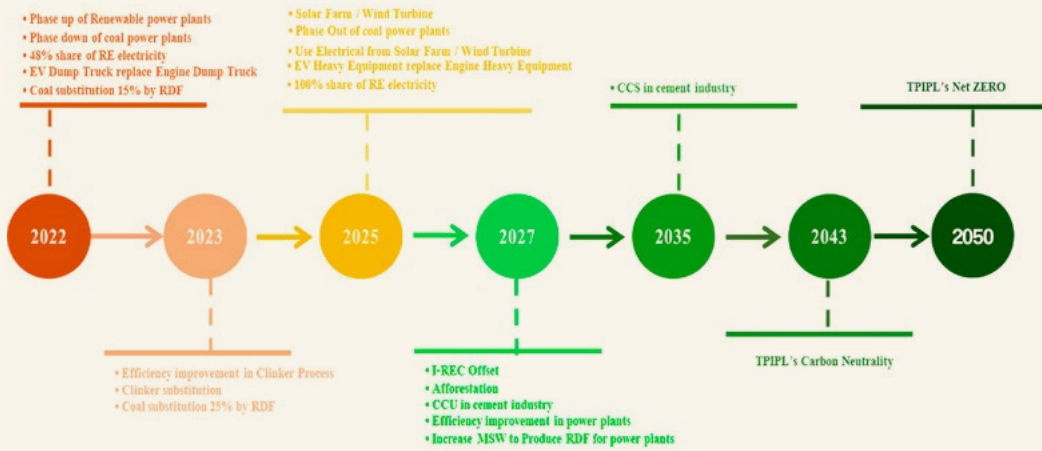 • Phase up of Renewable power plants
• Phase down of coal power plants
• 48% share of RE electricity
• EV Dump Truck replace Engine Dump Truck
• Coal substitution 15% by RDF
• Solar Farm / Wind Turbine
• Phase Out of coal power plants
• Use Electrical from Solar Farm / Wind Turbine
• EV Heavy Equipment replace Engine Heavy Equipment
• 100% share of RE electricity
• CCS in cement industry
TPIPL's Net ZERO
2022
2023
2025
2027
2035
2043
2050
• Efficiency improvement in Clinker Process
• Clinker substitution
• Coal substitution 25% by RDF
• I-REC Offset
• Afforestation
• CCU in cement industry
• Efficiency improvement in power plants
• Increase MSW to Produce RDF for power plants
TPIPL's Carbon Neutrality